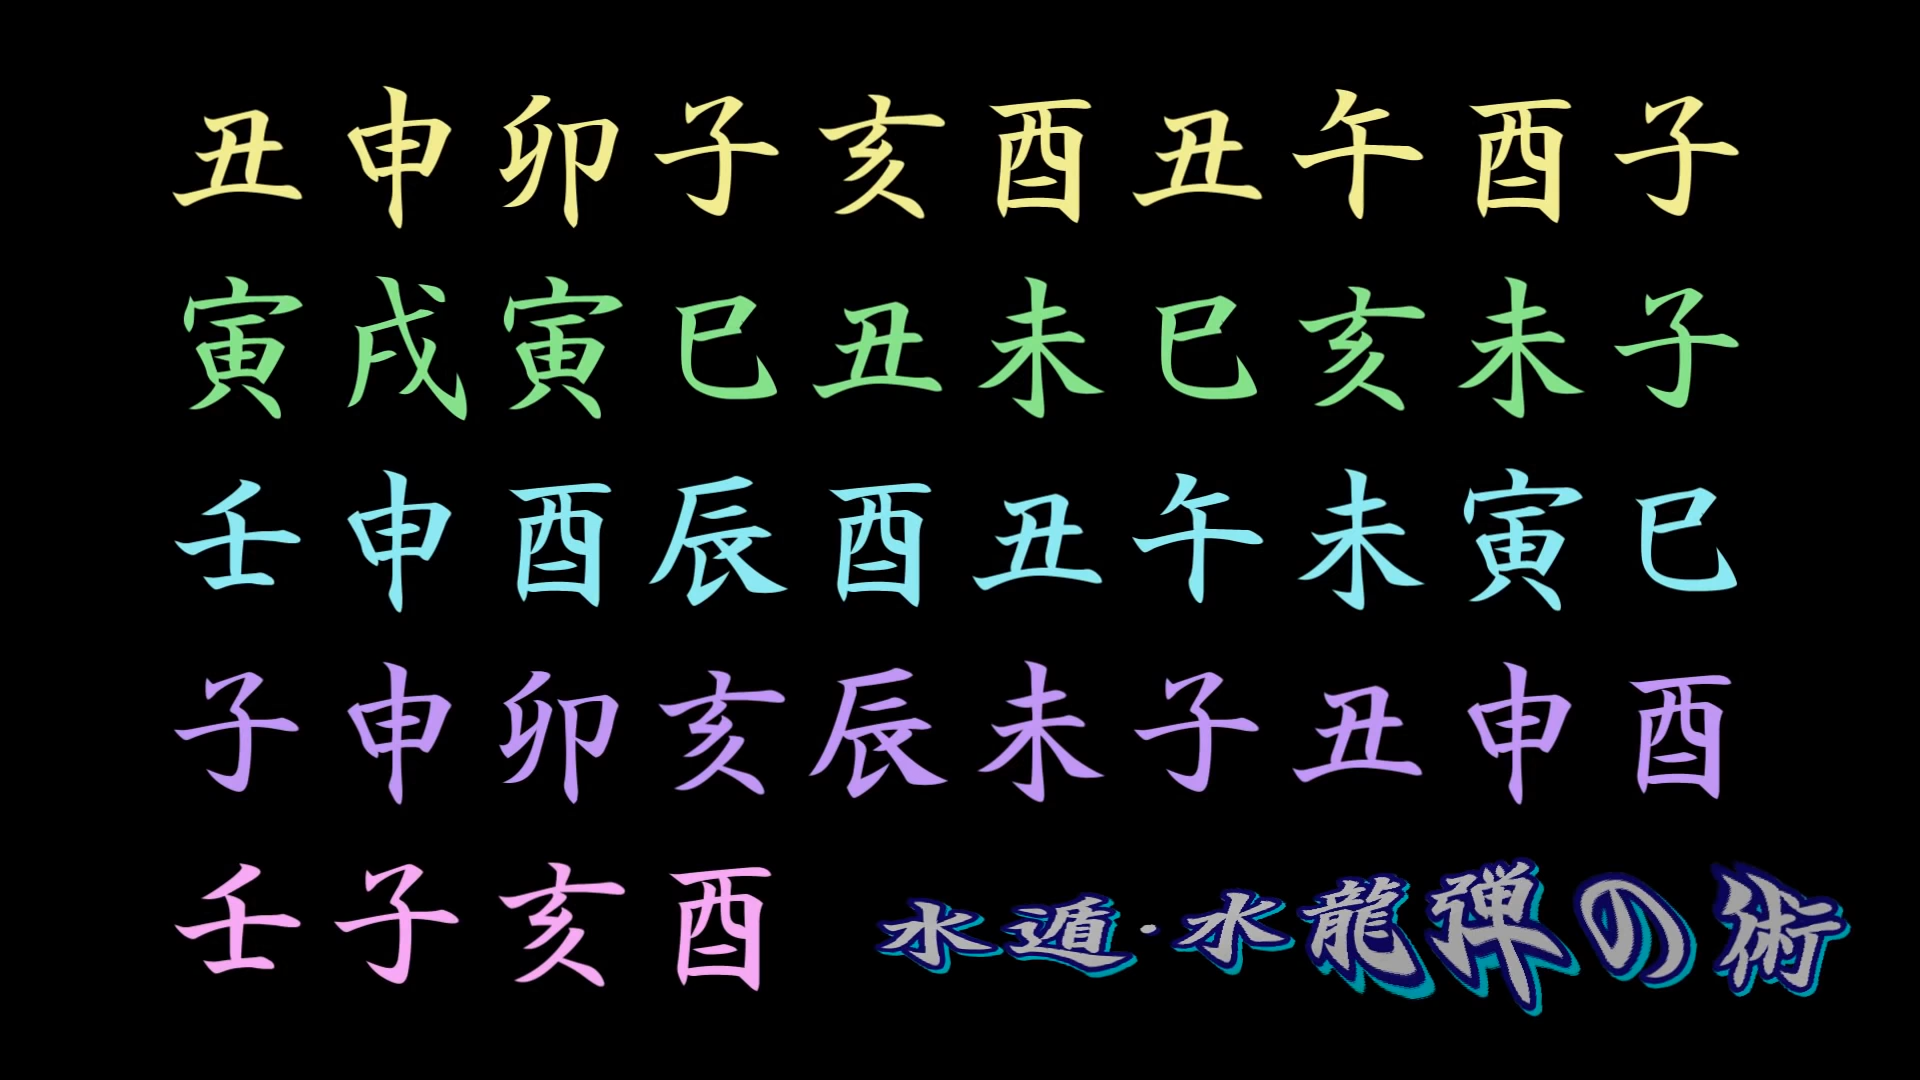 丑申卯子亥酉丑午酉子
寅戌寅巳丑未巳亥未子
壬申酉辰酉丑午未寅巳
子申卯亥辰未子丑申酉
壬子亥酉
水遁・水龍弾の術